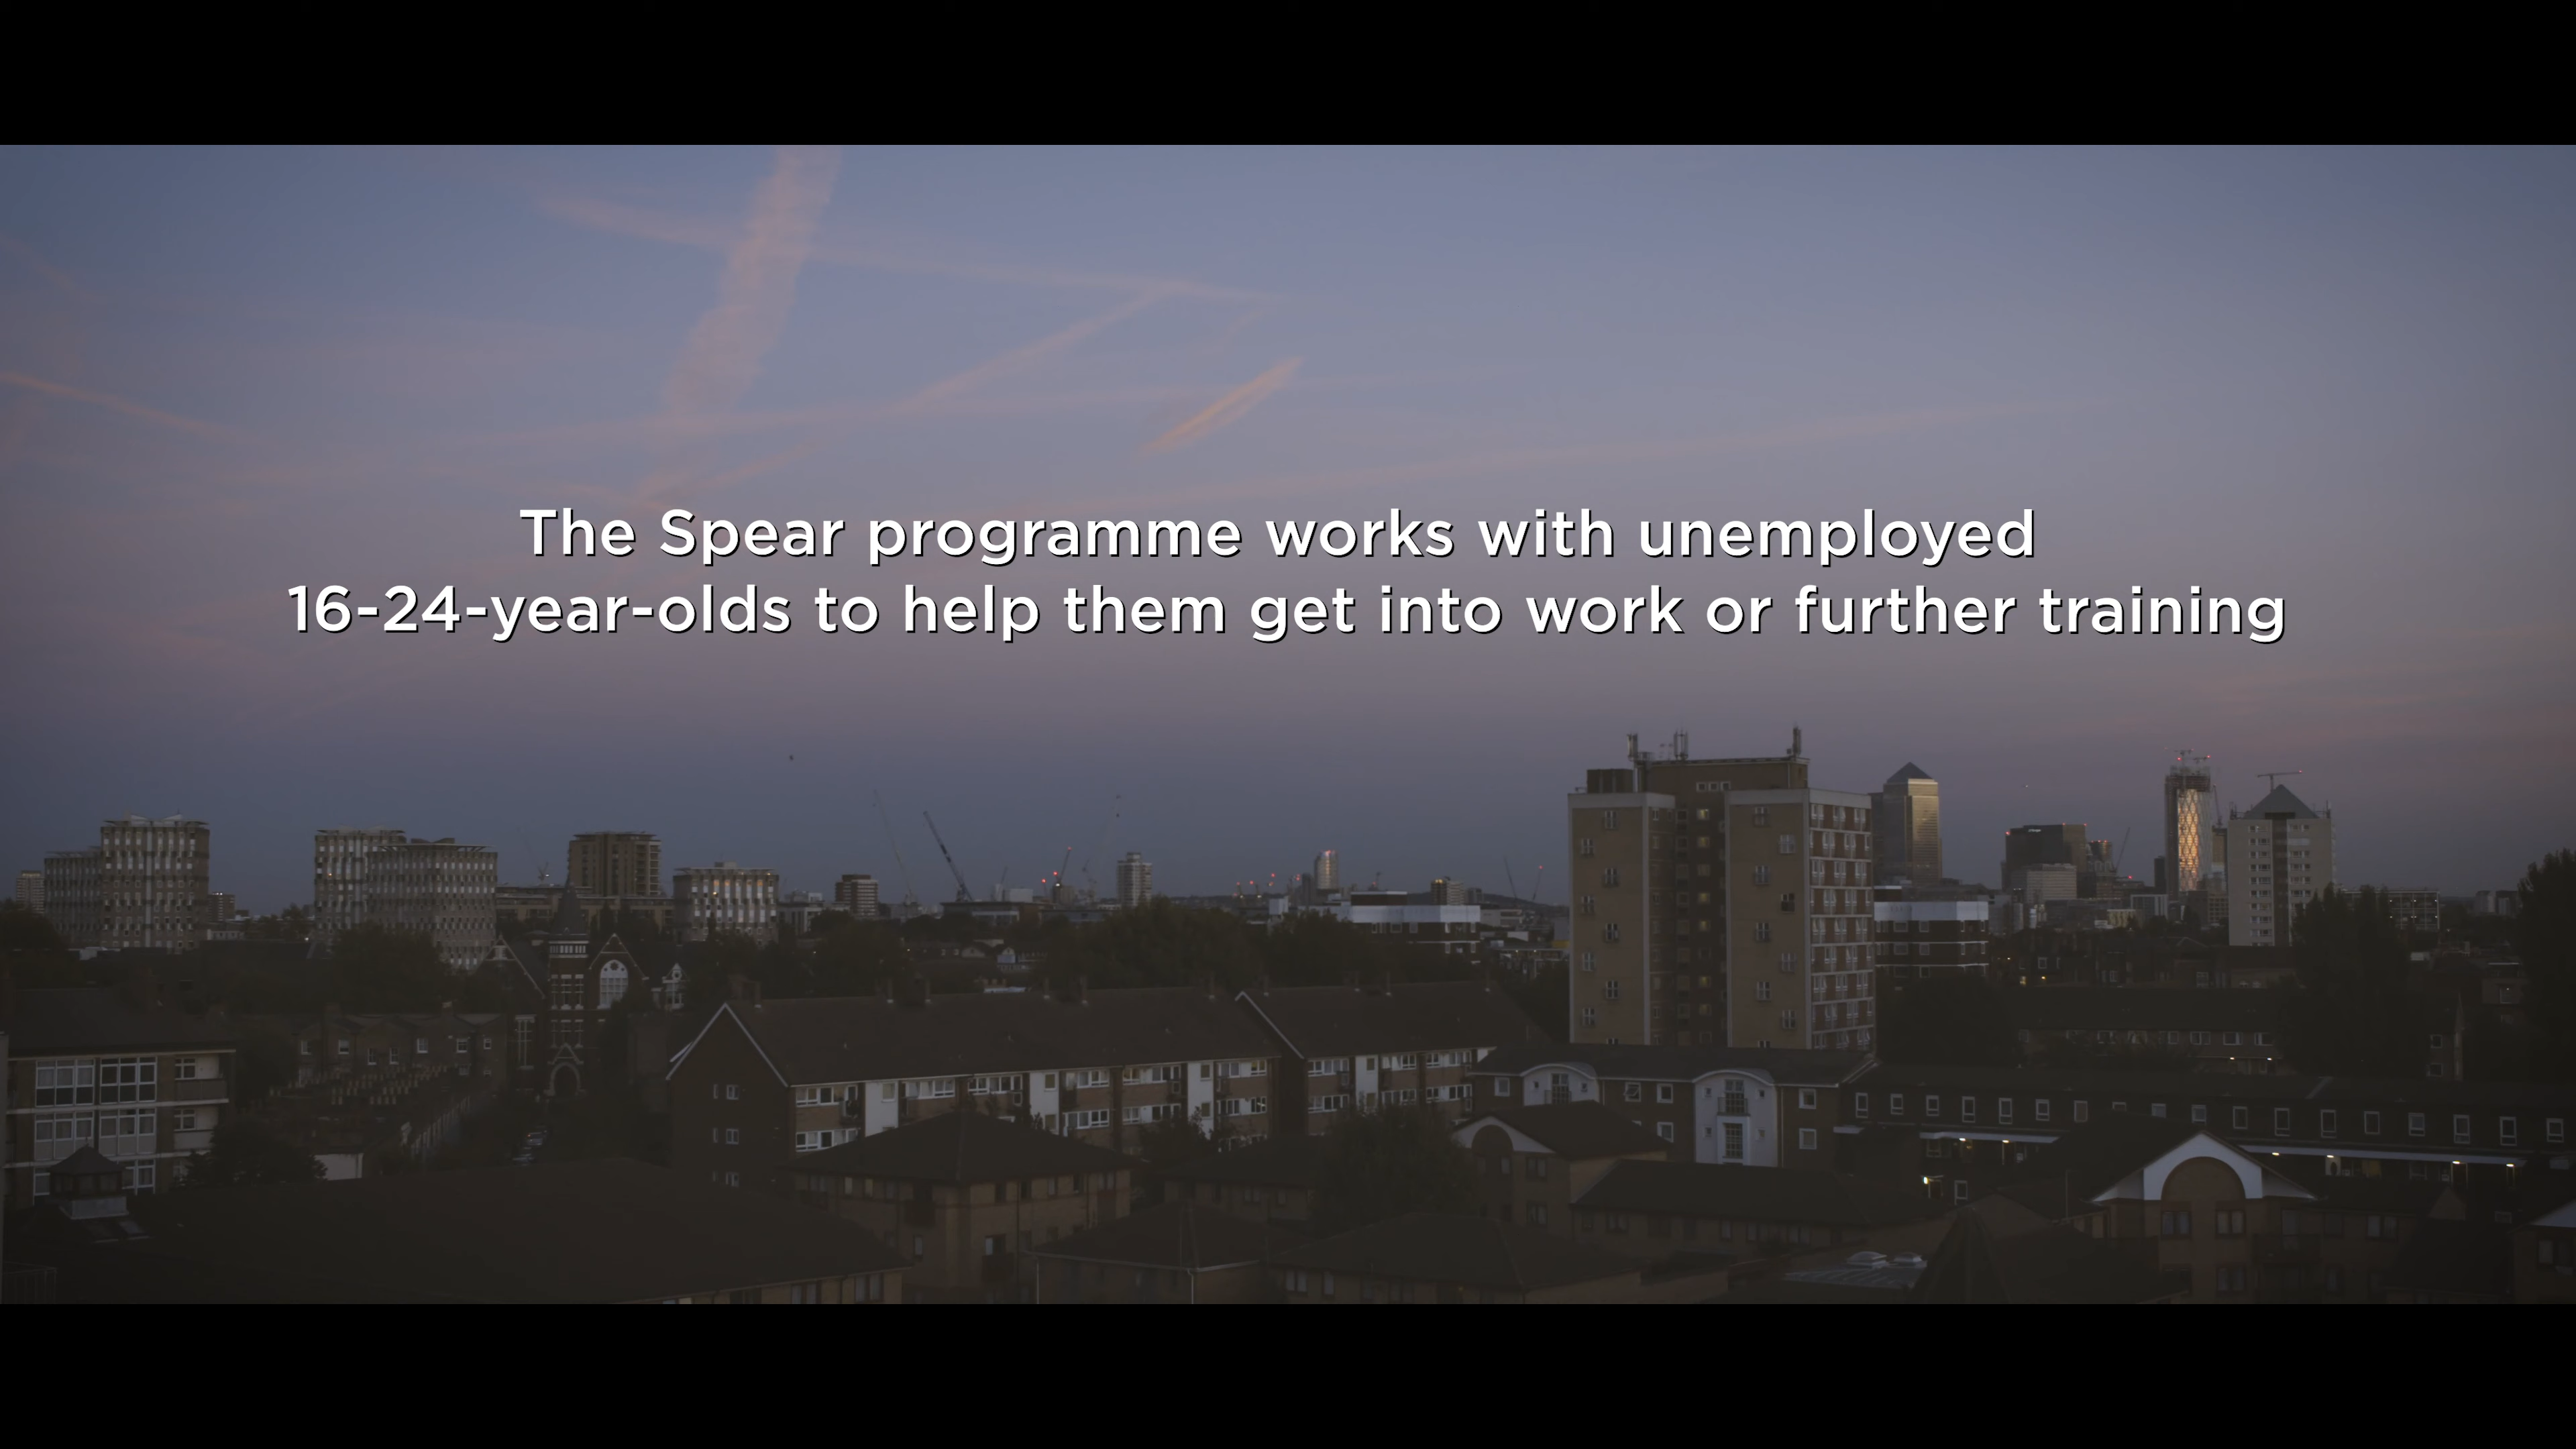 The Spear programme works with unemployed
16-24-year-olds to help them get into work or further training